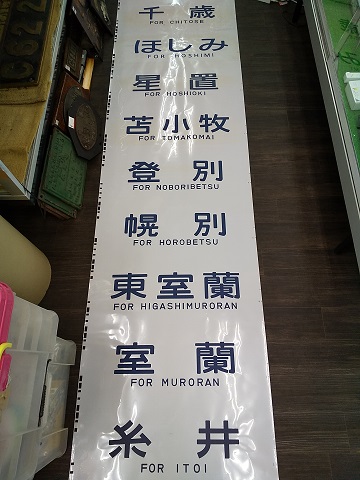 千歳
FOR CHITOSE
ほしみ
FOR HOSHIMI
星置
FOR HOSHIOKI
苫小牧
FOR TOMAKOMAI
登別
FOR NOBORIBETSU
幌別
FOR HOROBETSU
東室蘭
FOR HIGASHIMURORAN
室蘭
FOR MURORAN
糸井
FOR ITOI